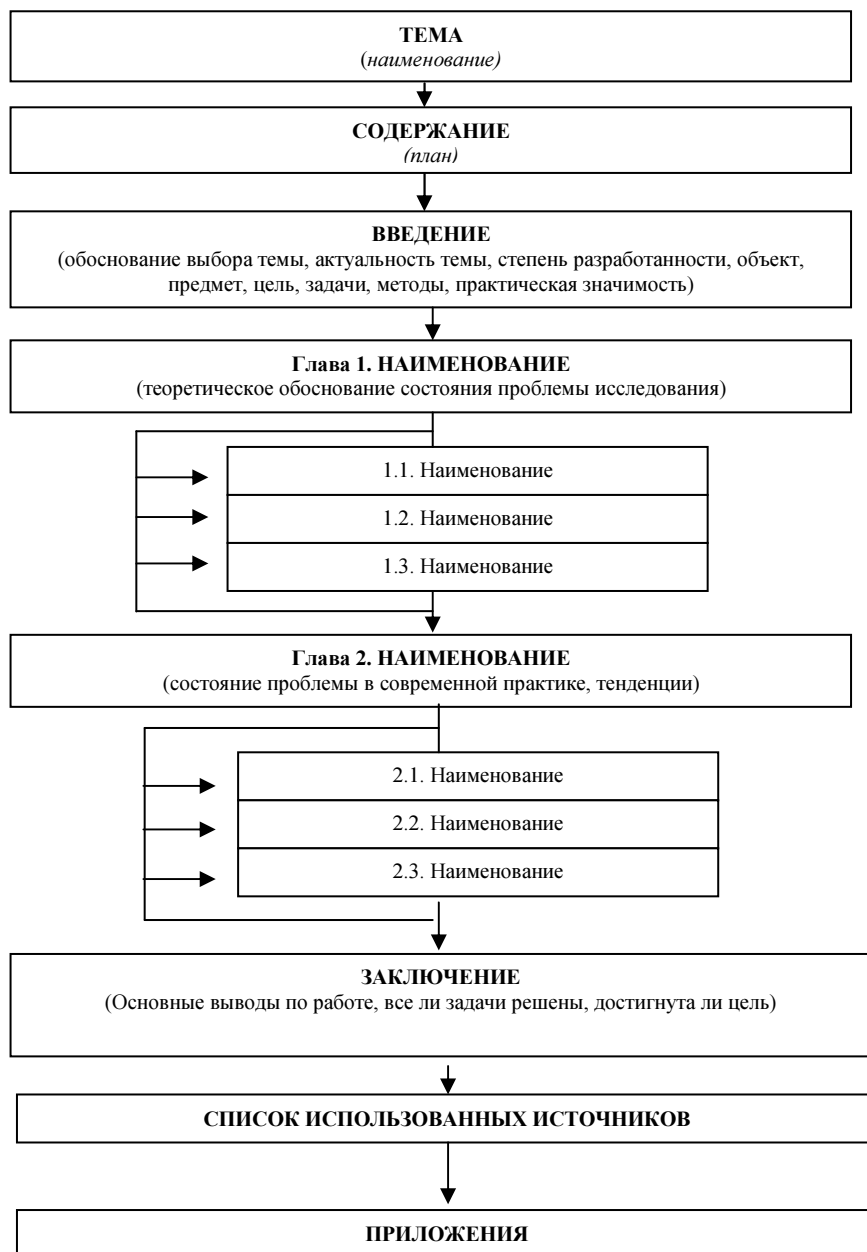 ТЕМА
(наименование)
СОДЕРЖАНИЕ
(план)
ВВЕДЕНИЕ
(обоснование выбора темы, актуальность темы, степень разработанности, объект,
предмет, цель, задачи, методы, практическая значимость)
Глава 1. НАИМЕНОВАНИЕ
(теоретическое обоснование состояния проблемы исследования)
1.1. Наименование
1.2. Наименование
1.3. Наименование
Глава 2. НАИМЕНОВАНИЕ
(состояние проблемы в современной практике, тенденции)
2.1. Наименование
2.2. Наименование
2.3. Наименование
ЗАКЛЮЧЕНИЕ
(Основные выводы по работе, все ли задачи решены, достигнута ли цель)
СПИСОК ИСПОЛЬЗОВАННЫХ ИСТОЧНИКОВ
ПРИЛОЖЕНИЯ